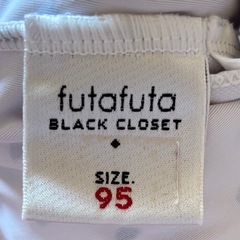 futafuta
BLACK CLOSET
SIZE.
95